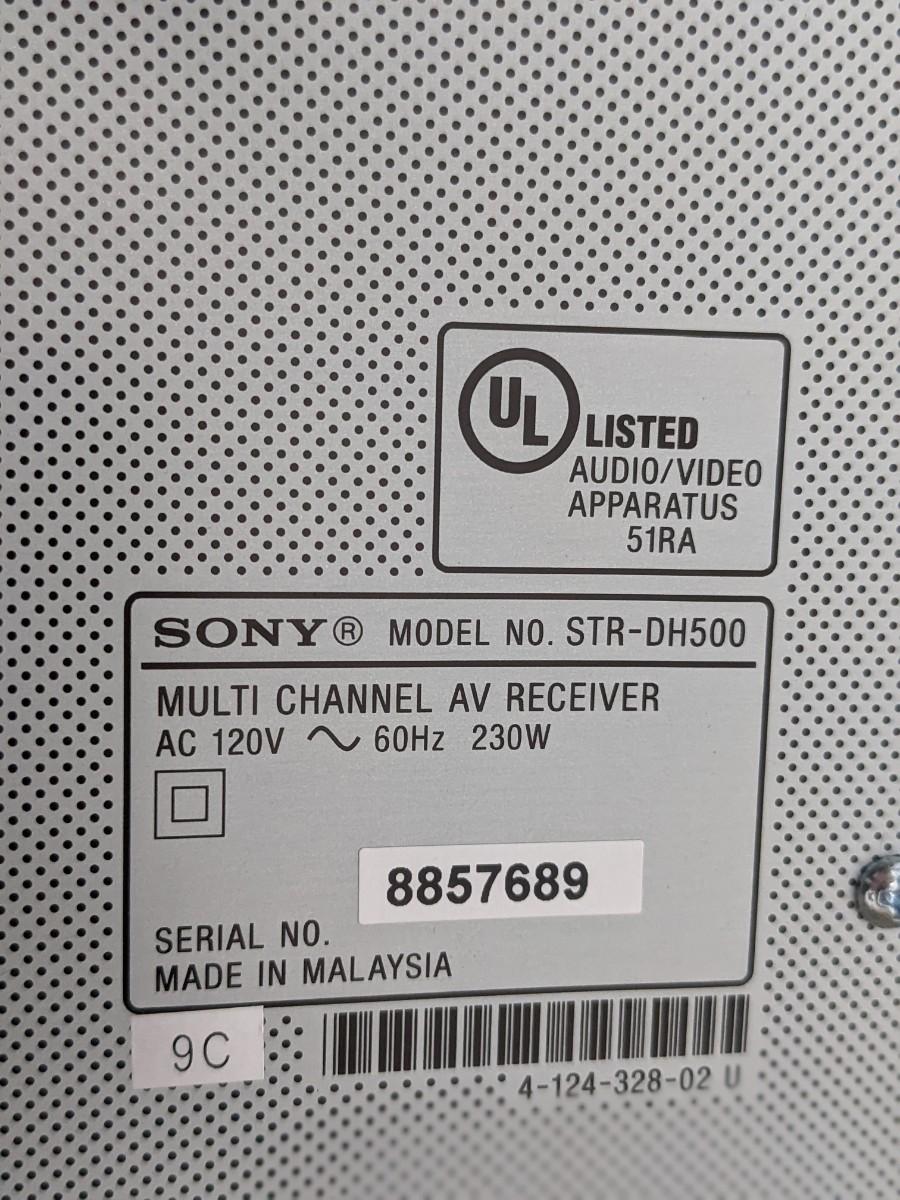 UL LISTED
AUDIO/VIDEO
APPARATUS
51RA
SONY® MODEL NO. STR-DH500
MULTI CHANNEL AV RECEIVER
AC 120V ~ 60Hz 230W
8857689
SERIAL NO.
MADE IN MALAYSIA
9C
4-124-328-02 U